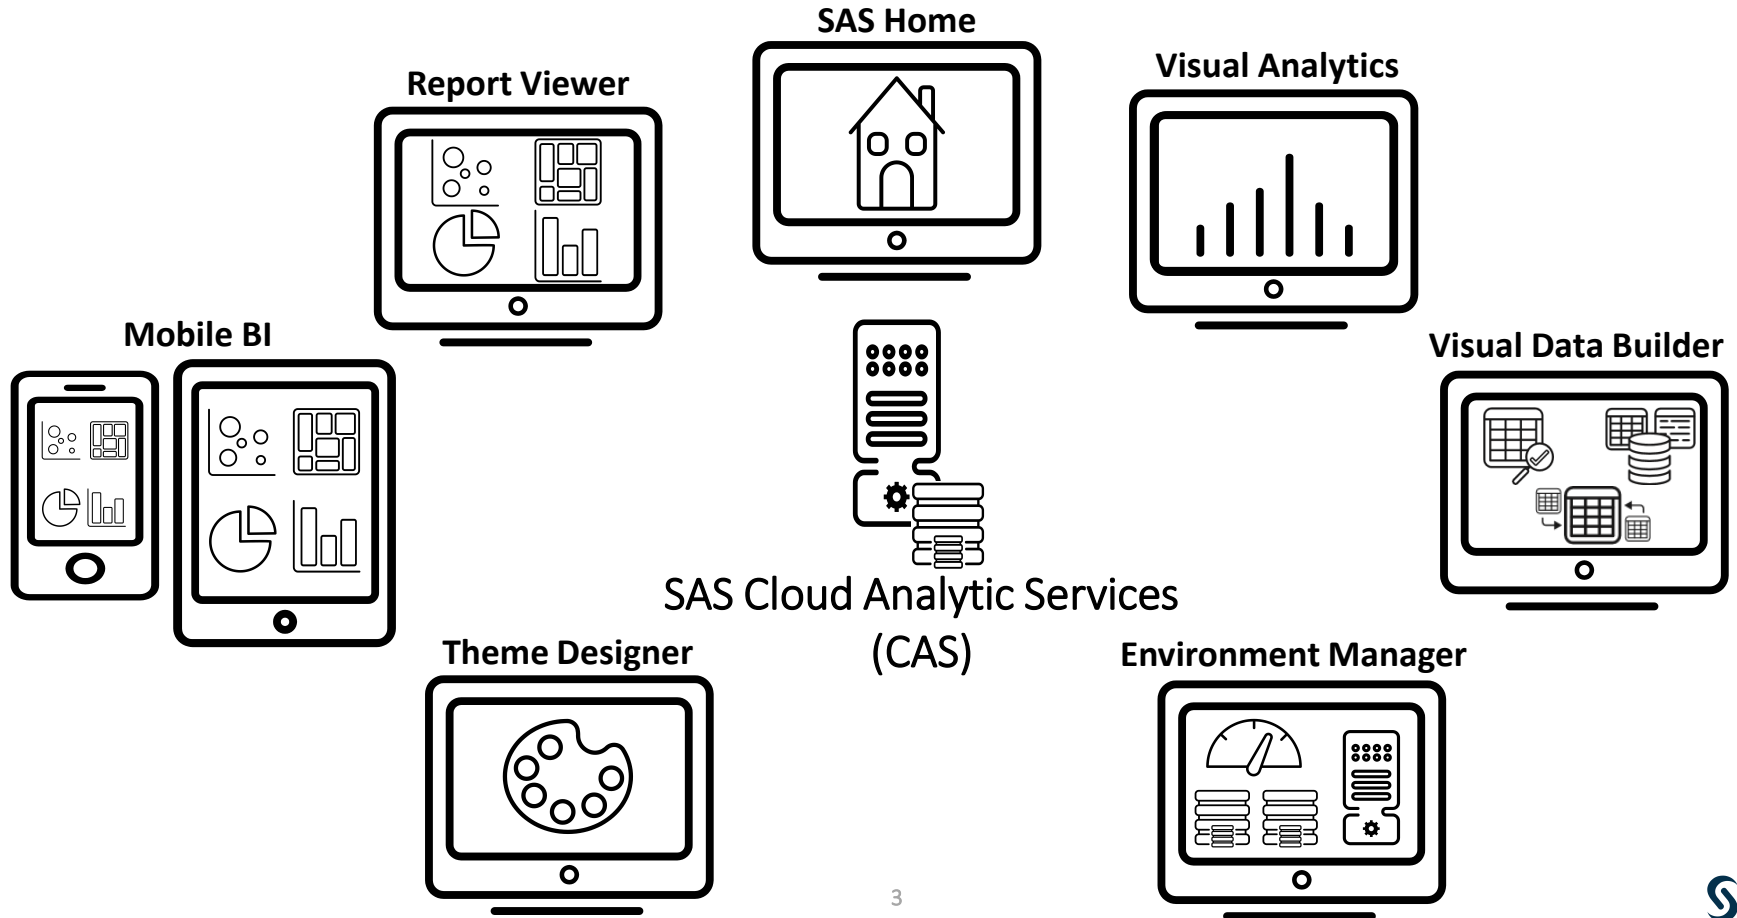 SAS Home
Report Viewer
Visual Analytics
Mobile BI
Visual Data Builder
SAS Cloud Analytic Services
(CAS)
Theme Designer
Environment Manager
3